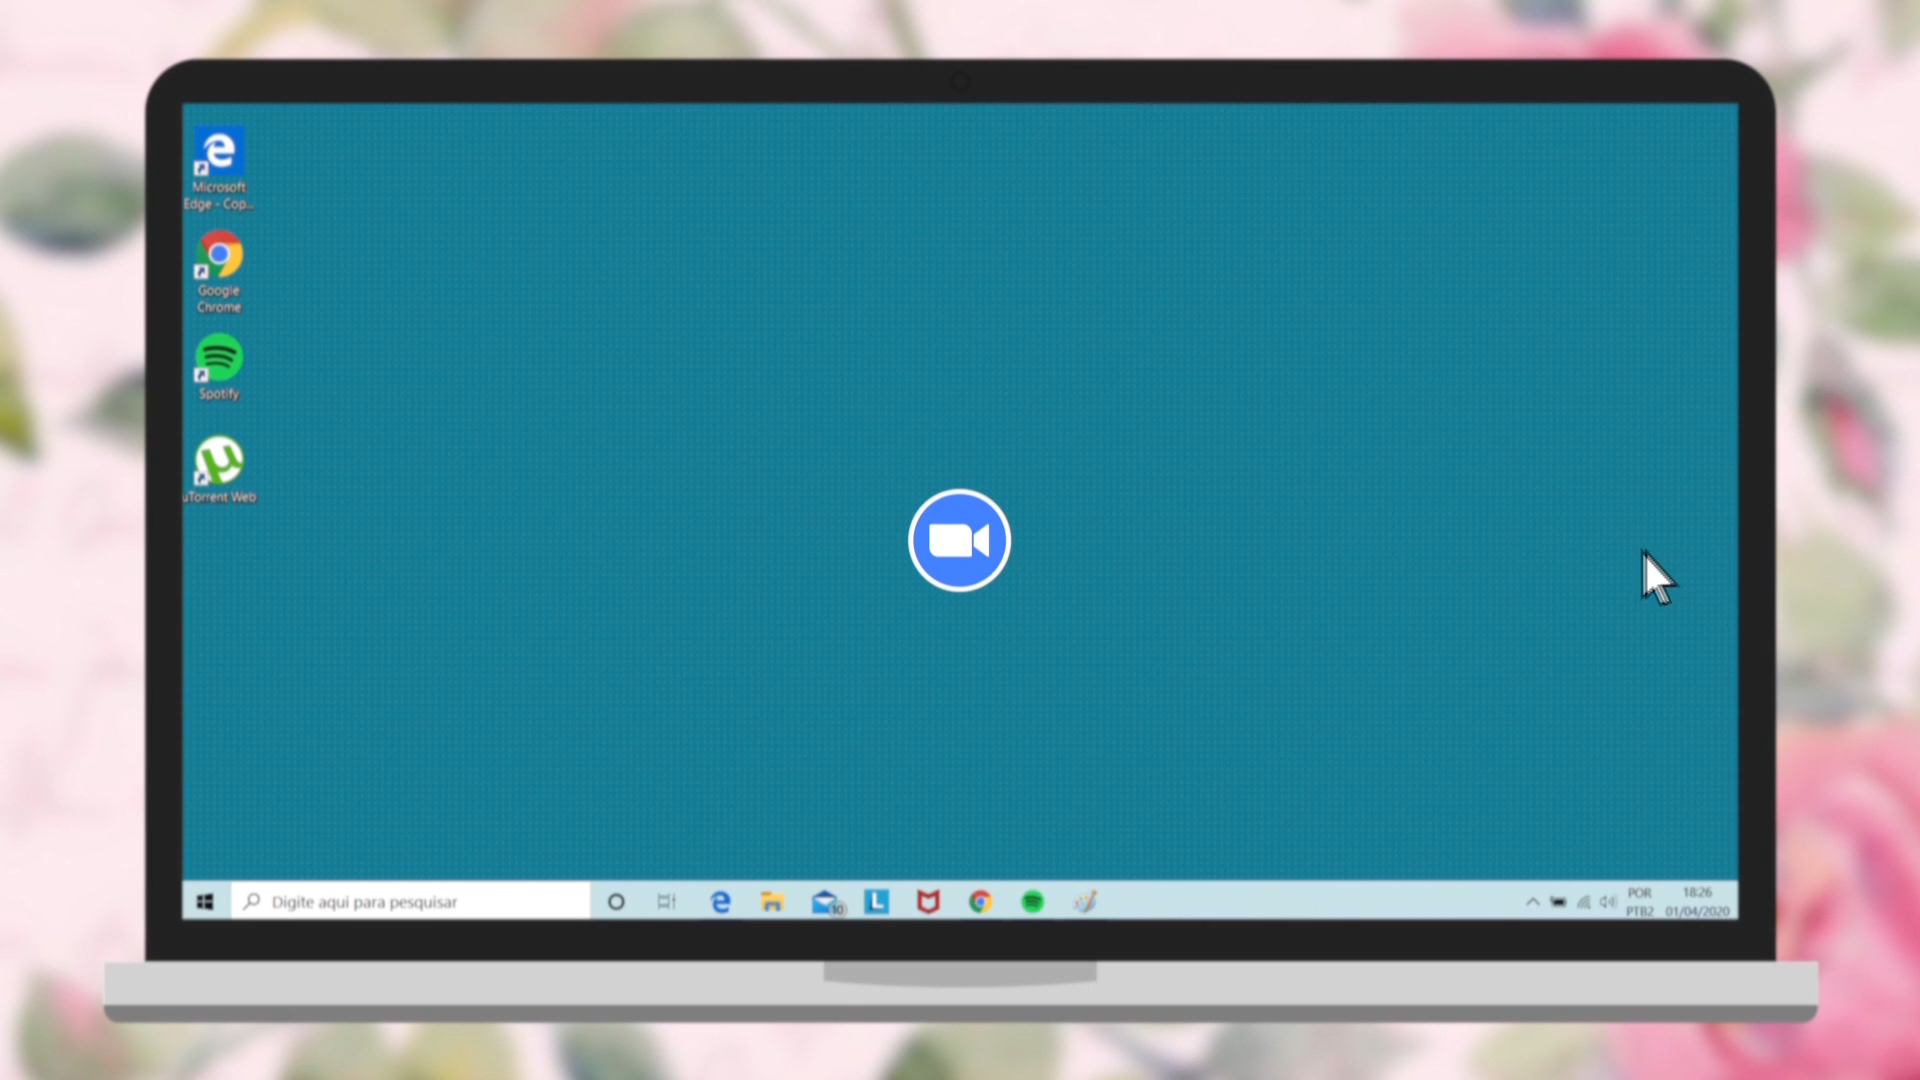 Microsoft
Edge - Cop...
Google
Chrome
Spotify
uTorrent Web
Digite aqui para pesquisar
10
L
POR
PTB2
18:26
01/04/2020